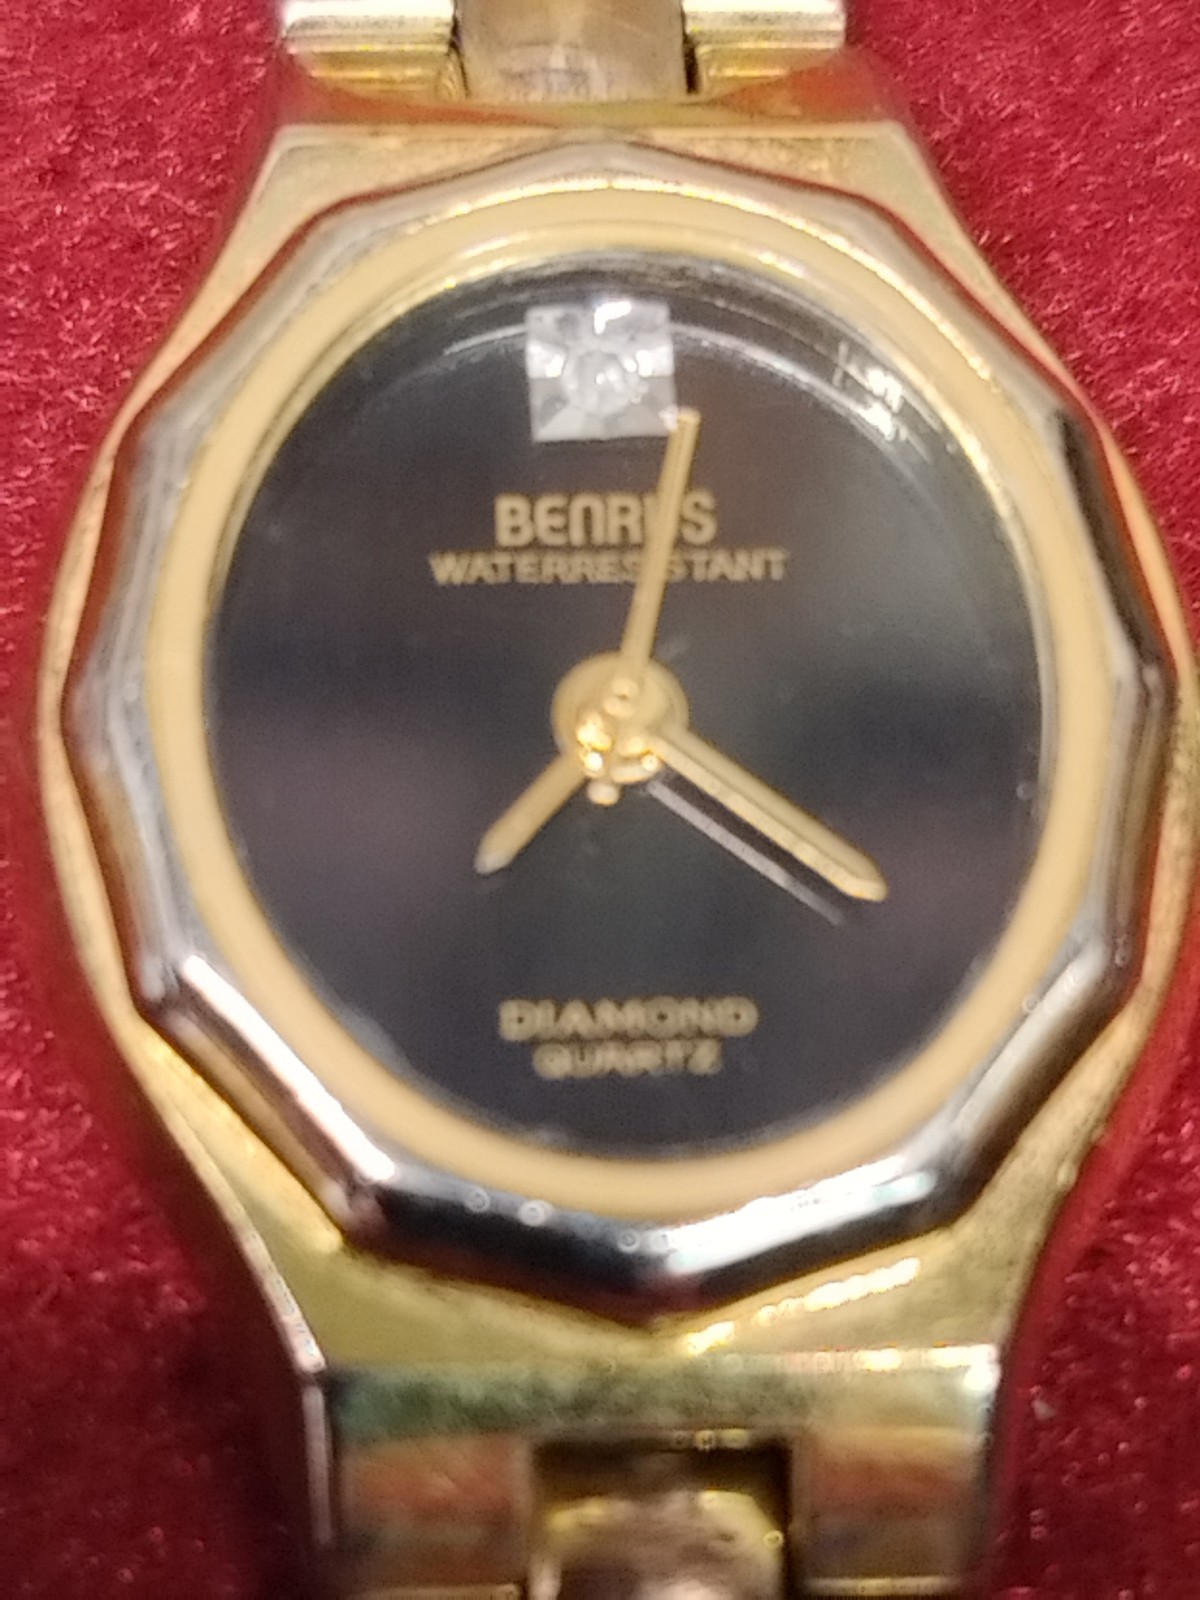 BENRUS
WATERRESISTANT
DIAMOND
QUARTZ